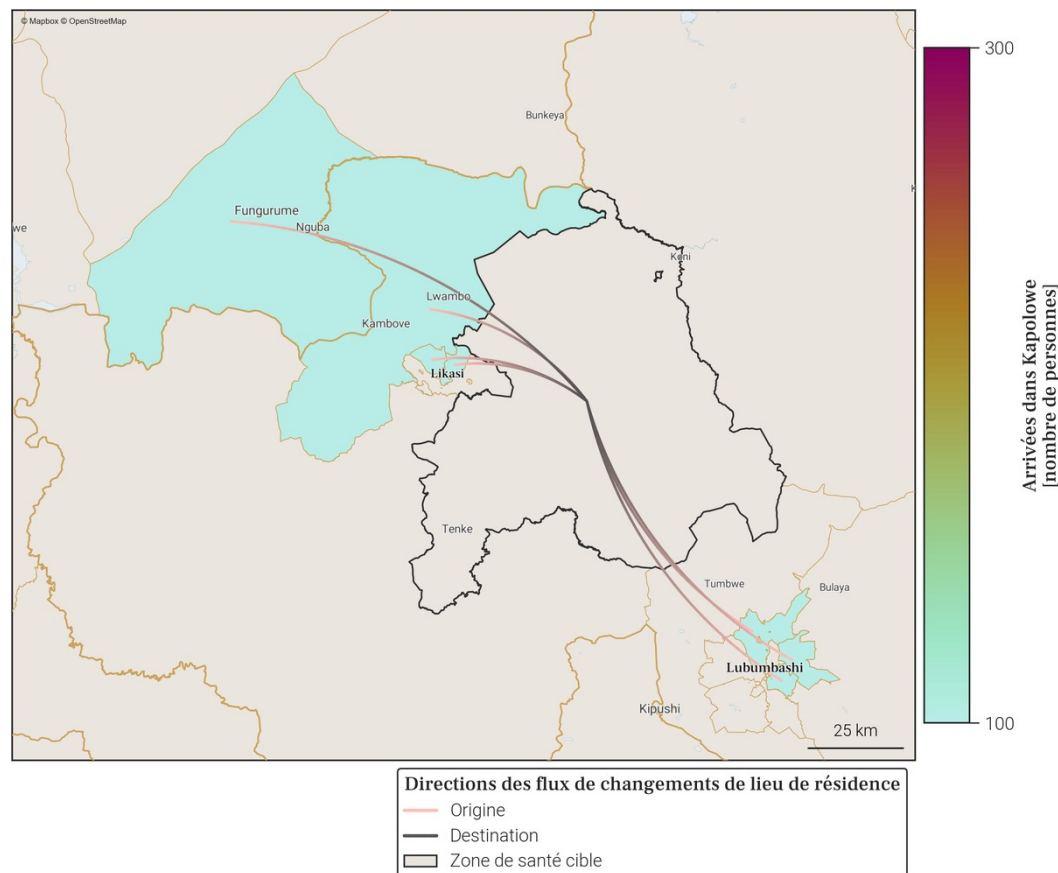 © Mapbox © OpenStreetMap
300
Bunkeya
Fungurume
Nguba
we
Koni
Lwambo
Kambove
Likasi
Arrivées dans Kapolowe
[nombre de personnes]
Tenke
Tumbwe
Bulaya
Lubumbashi
Kipushi
25 km
100
Directions des flux de changements de lieu de résidence
Origine
Destination
Zone de santé cible